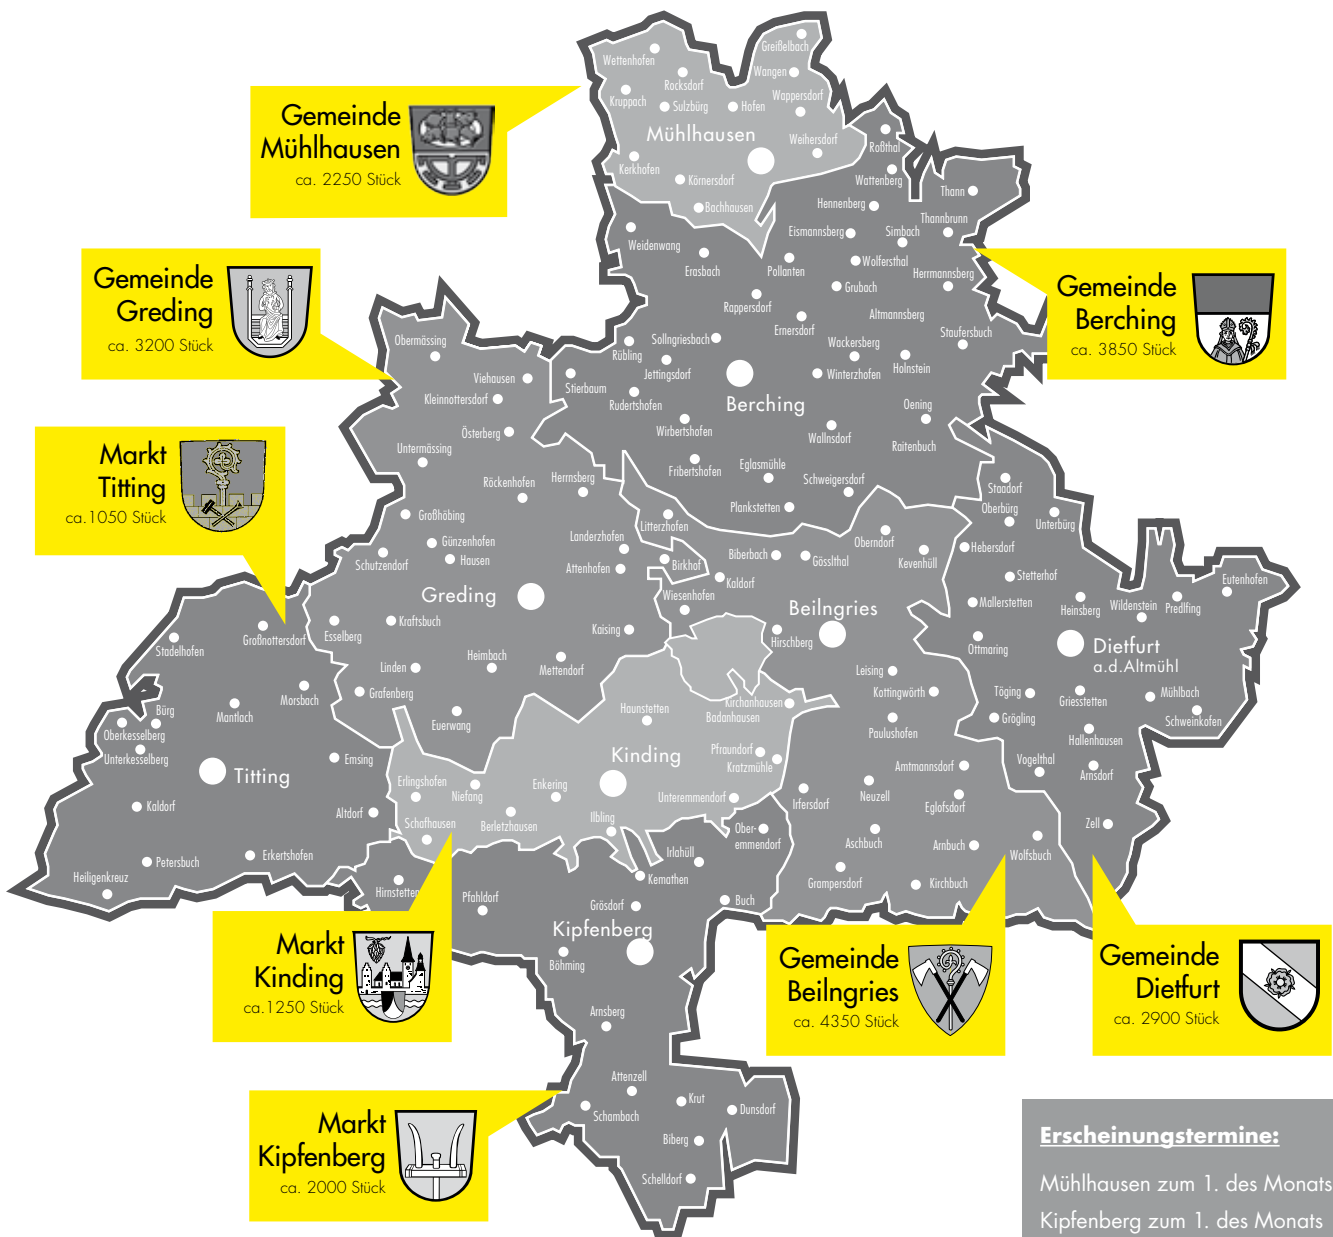 Greißelbach
Wettenhofen
Wangen
Rocksdorf
Kruppach
Wappersdorf
Sulzbürg
Hofen
Mühlhausen
Weihersdorf
Roßthal
Kerkhofen
Wattenberg
Körnersdorf
Thann
Bachhausen
Hennenberg
Thannbrunn
Gemeinde
Mühlhausen
ca. 2250 Stück
Weidenwang
Eismannsberg
Simbach
Erasbach
Pollanten
Wolfersthal
Herrmannsberg
Grubach
Rappersdorf
Altmannsberg
Ernersdorf
Staufersbuch
Gemeinde
Greding
ca. 3200 Stück
Gemeinde
Berching
ca. 3850 Stück
Obermässing
Rübling
Sollngriesbach
Wackersberg
Holnstein
Viehausen
Stierbaum
Jettingsdorf
Winterzhofen
Kleinnottersdorf
Rudertshofen
Berching
Oening
Österberg
Wirbertshofen
Wallnsdorf
Raitenbuch
Untermässing
Fribertshofen
Eglasmühle
Schweigersdorf
Röckenhofen
Herrnsberg
Plankstetten
Staadorf
Oberbürg
Unterbürg
Markt
Titting
ca.1050 Stück
Großhöbing
Litterzhofen
Günzenhofen
Landerzhofen
Oberndorf
Hebersdorf
Schutzendorf
Hausen
Attenhofen
Birkhof
Biberbach
Gösslthal
Kevenhüll
Kaldorf
Stetterhof
Eutenhofen
Greding
Wiesenhofen
Beilngries
Mallerstetten
Heinsberg
Wildenstein
Predlfing
Kraftsbuch
Esselberg
Kaising
Hirschberg
Großnottersdorf
Stadelhofen
Ottmaring
Dietfurt
a.d.Altmühl
Linden
Heimbach
Mettendorf
Leising
Grafenberg
Kottingwörth
Töging
Griesstetten
Mühlbach
Morsbach
Mantlach
Euerwang
Haunstetten
Kirchanhausen
Badanhausen
Grögling
Schweinkofen
Bürg
Oberkesselberg
Paulushofen
Hallenhausen
Unterkesselberg
Emsing
Kinding
Pfraundorf
Kratzmühle
Amtmannsdorf
Vogelthal
Arnsdorf
Titting
Erlingshofen
Niefang
Enkering
Unteremmendorf
Irfersdorf
Neuzell
Eglofsdorf
Kaldorf
Altdorf
Schafhausen
Berletzhausen
Ilbling
Ober-
emmendorf
Zell
Aschbuch
Arnbuch
Wolfsbuch
Petersbuch
Erkertshofen
Irlahüll
Heiligenkreuz
Hirnstetten
Kemathen
Grampersdorf
Kirchbuch
Pfahldorf
Grösdorf
Buch
Kipfenberg
Böhming
Markt
Kinding
ca.1250 Stück
Gemeinde
Beilngries
ca. 4350 Stück
Gemeinde
Dietfurt
ca. 2900 Stück
Arnsberg
Attenzell
Krut
Schambach
Dunsdorf
Biberg
Schelldorf
Markt
Kipfenberg
ca. 2000 Stück
Erscheinungstermine:
Mühlhausen zum 1. des Monats
Kipfenberg zum 1. des Monats